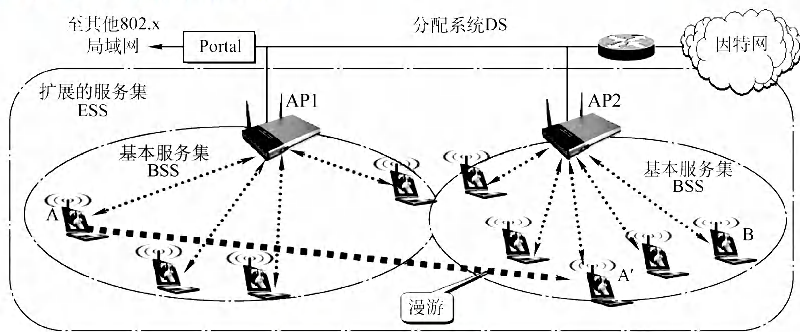 至其他802.x
局域网
Portal
分配系统DS
因特网
扩展的服务集
ESS
AP1
AP2
基本服务集
BSS
基本服务集
BSS
A
B
A′
漫游